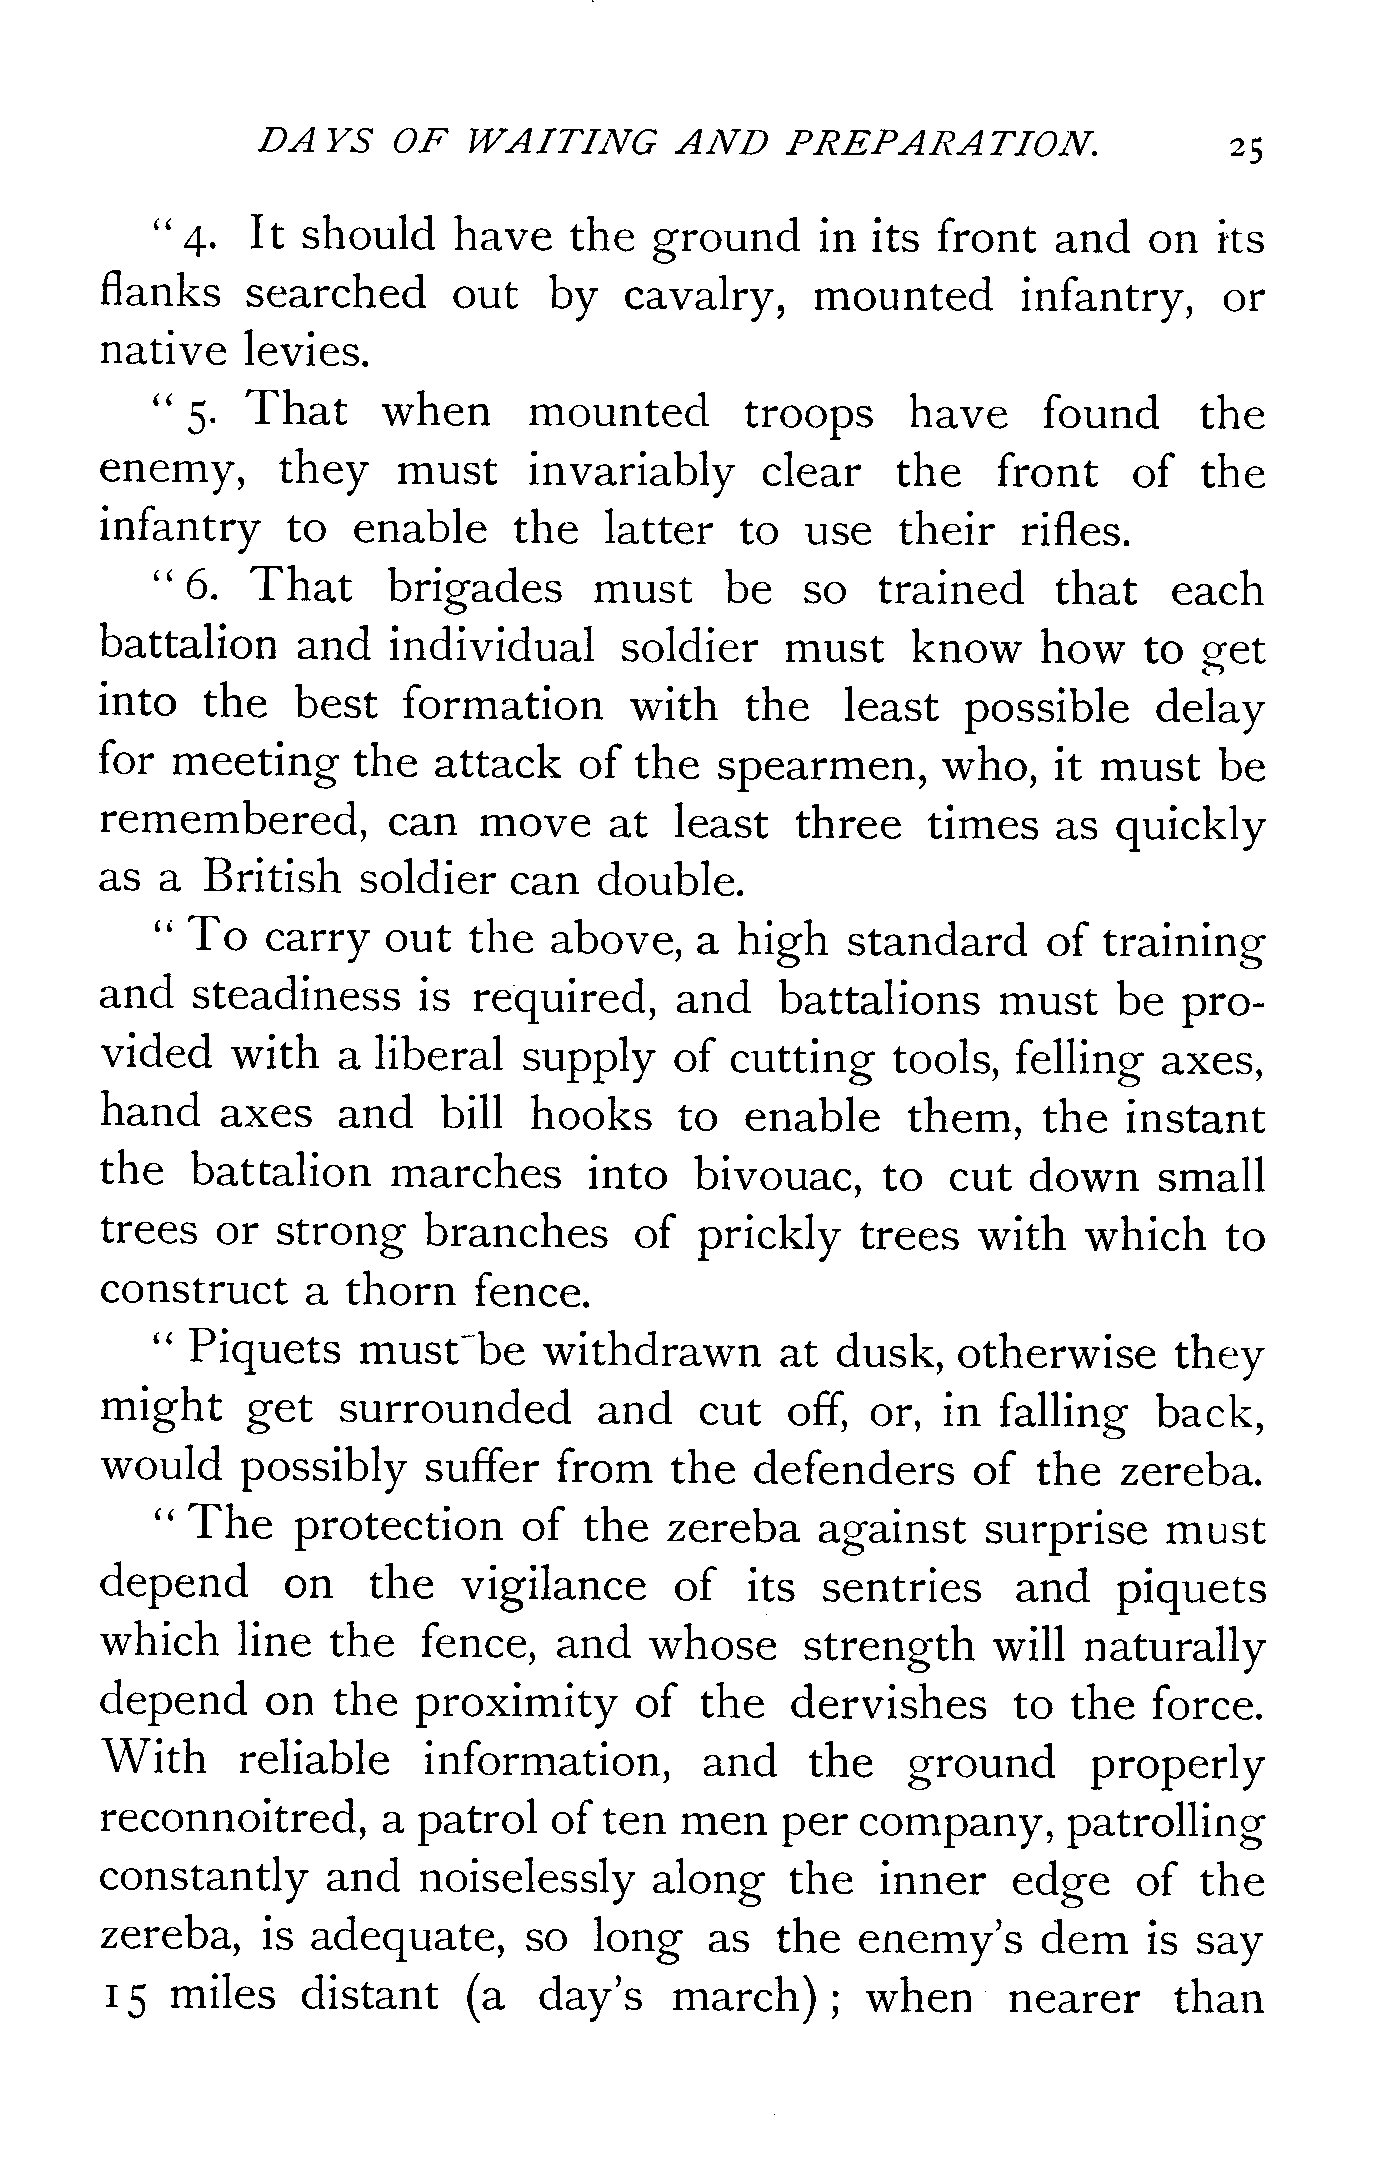 DAYS OF WAITING AND PREPARATION. 25
“ 4. It should have the ground in its front and on its
flanks searched out by cavalry, mounted infantry, or
native levies.
“ 5. That when mounted troops have found the
enemy, they must invariably clear the front of the
infantry to enable the latter to use their rifles.
“ 6. That brigades must be so trained that each
battalion and individual soldier must know how to get
into the best formation with the least possible delay
for meeting the attack of the spearmen, who, it must be
remembered, can move at least three times as quickly
as a British soldier can double.
“ To carry out the above, a high standard of training
and steadiness is required, and battalions must be pro-
vided with a liberal supply of cutting tools, felling axes,
hand axes and bill hooks to enable them, the instant
the battalion marches into bivouac, to cut down small
trees or strong branches of prickly trees with which to
construct a thorn fence.
“ Piquets must be withdrawn at dusk, otherwise they
might get surrounded and cut off, or, in falling back,
would possibly suffer from the defenders of the zereba.
“ The protection of the zereba against surprise must
depend on the vigilance of its sentries and piquets
which line the fence, and whose strength will naturally
depend on the proximity of the dervishes to the force.
With reliable information, and the ground properly
reconnoitred, a patrol of ten men per company, patrolling
constantly and noiselessly along the inner edge of the
zereba, is adequate, so long as the enemy’s dem is say
15 miles distant (a day’s march) ; when nearer than